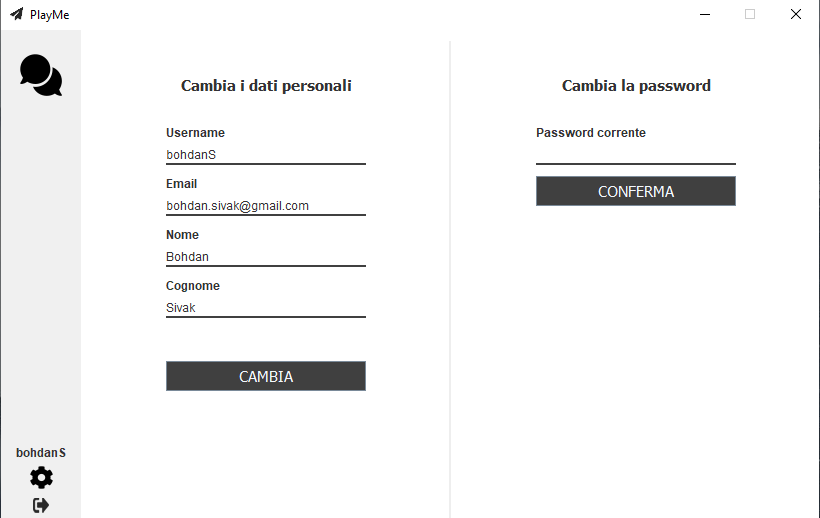 PlayMe
Cambia i dati personali
Username
bohdanS
Email
bohdan.sivak@gmail.com
Nome
Bohdan
Cognome
Sivak
CAMBIA
Cambia la password
Password corrente
CONFERMA
bohdanS